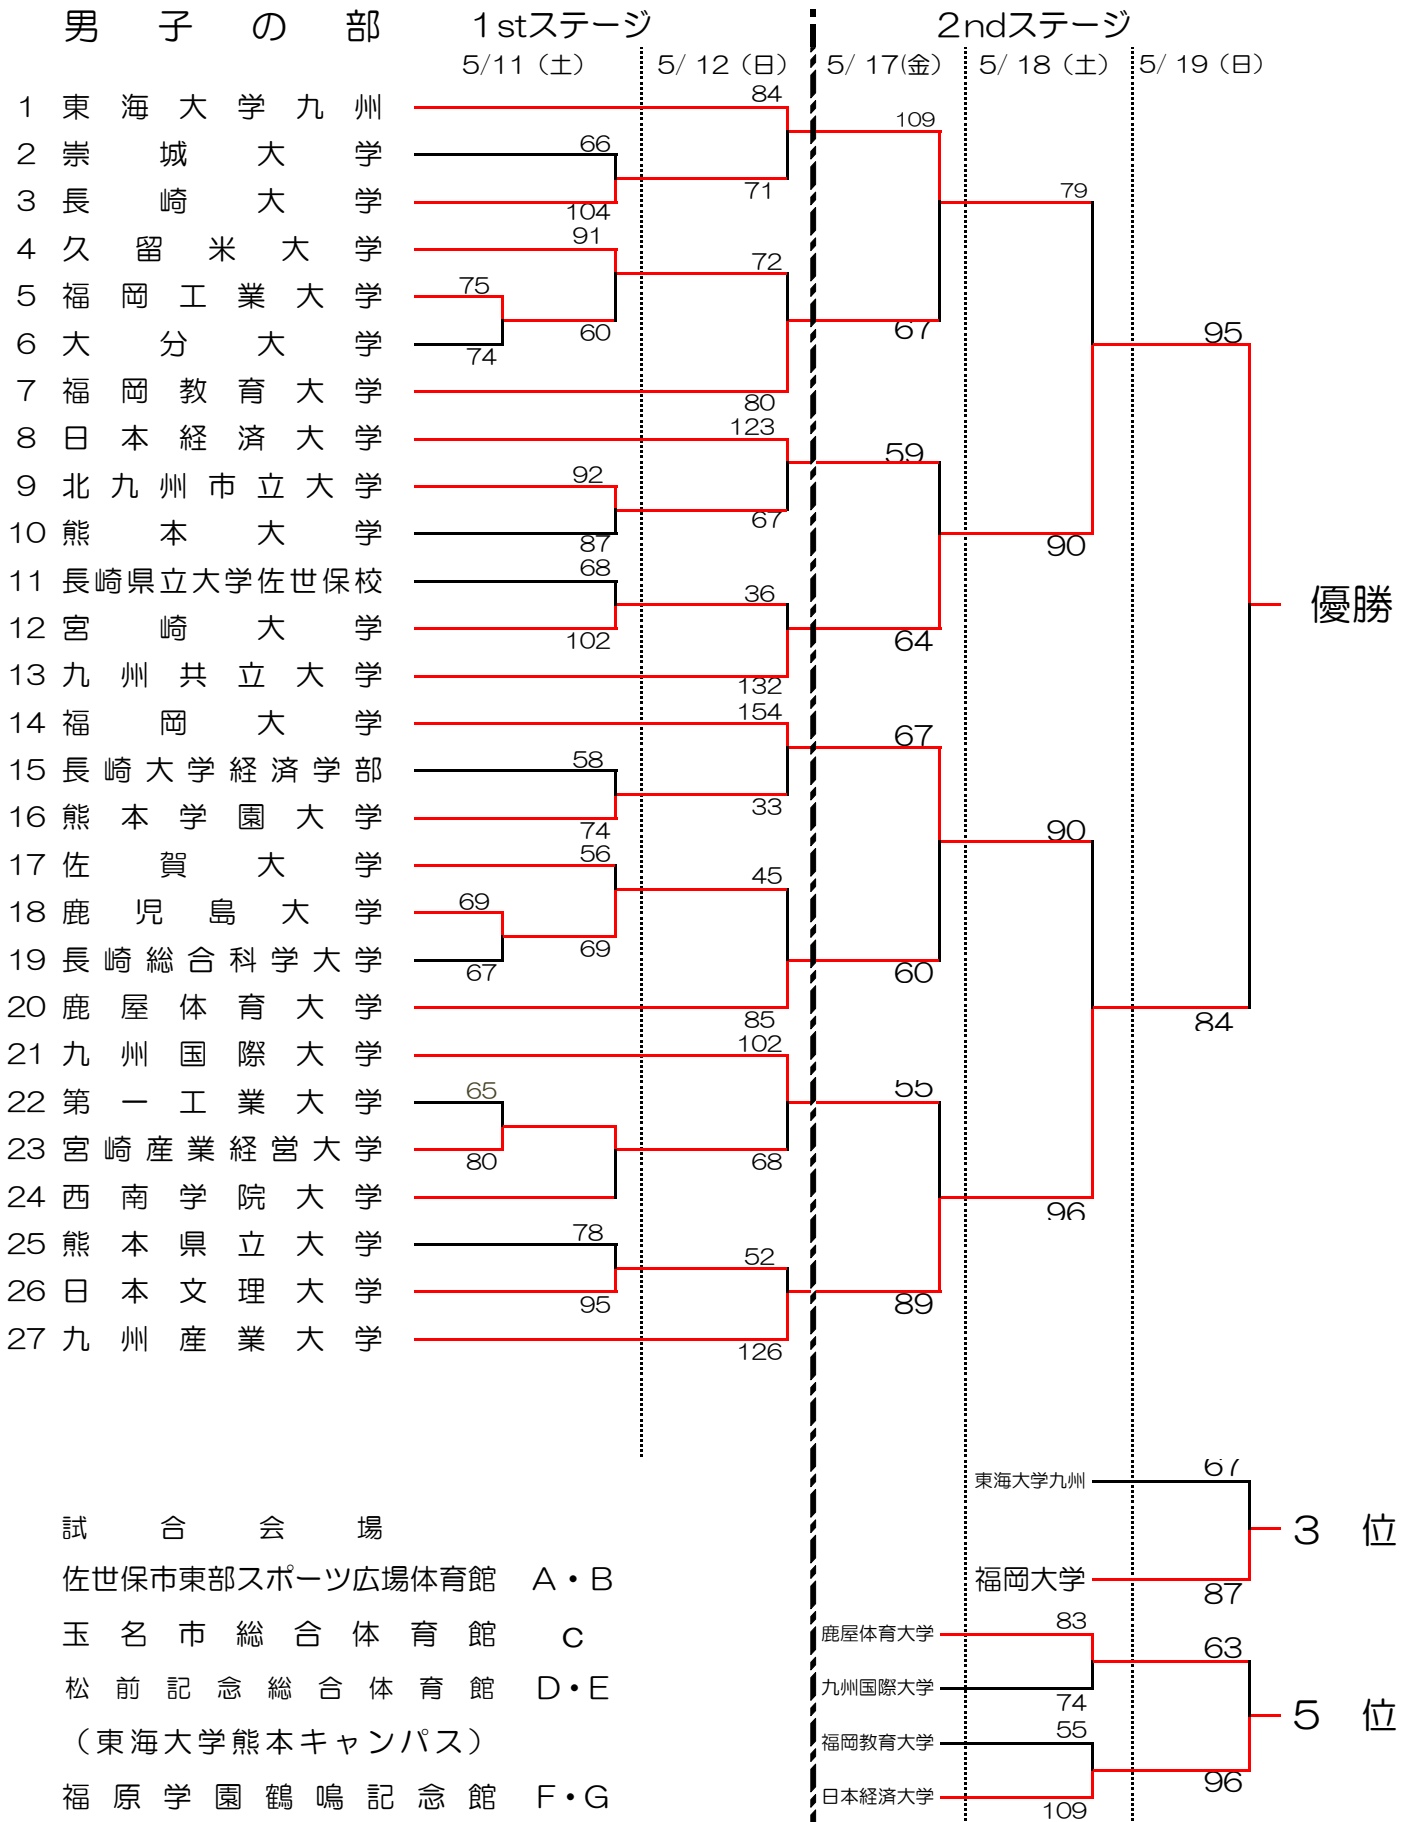 男子の部 1stステージ 2ndステージ
5/11（土） 5/ 12（日） 5/ 17(金) 5/ 18（土） 5/ 19（日）
84
1 東海大学九州
109
66
2 崇城大学
71
79
3 長崎大学
104
91
4 久留米大学
72
75
5 福岡工業大学
60
67
95
6 大分大学
74
7 福岡教育大学
80
123
8 日本経済大学
59
92
9 北九州市立大学
67
10 熊本大学
87
90
68
11 長崎県立大学佐世保校
36
優勝
12 宮崎大学
102
64
13 九州共立大学
132
154
14 福岡大学
67
58
15 長崎大学経済学部
33
16 熊本学園大学
74
90
56
17 佐賀大学
45
69
18 鹿児島大学
69
19 長崎総合科学大学
67
60
20 鹿屋体育大学
85
84
102
21 九州国際大学
65
55
22 第一工業大学
23 宮崎産業経営大学
80
68
24 西南学院大学
96
78
25 熊本県立大学
52
26 日本文理大学
95
89
27 九州産業大学
126
67
東海大学九州
3 位
福岡大学
87
試合会場
佐世保市東部スポーツ広場体育館 A・B
玉名市総合体育館 c
松前記念総合体育館 D・E
（東海大学熊本キャンパス）
福原学園鶴鳴記念館 F・G
83
鹿屋体育大学
63
九州国際大学
74
5 位
55
福岡教育大学
96
日本経済大学
109